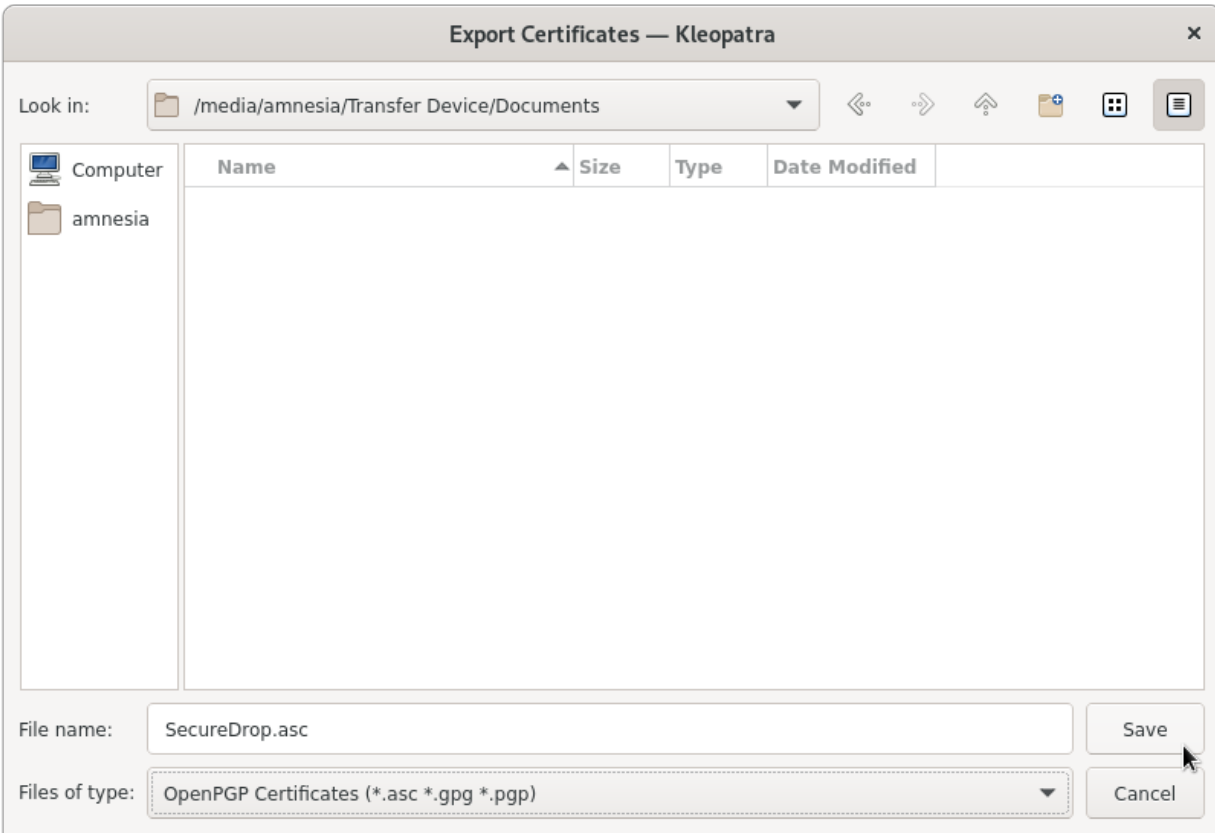 Export Certificates — Kleopatra
Look in: /media/amnesia/Transfer Device/Documents
Computer
amnesia
Name Size Type Date Modified
File name: SecureDrop.asc Save
Files of type: OpenPGP Certificates (*.asc *.gpg *.pgp) Cancel